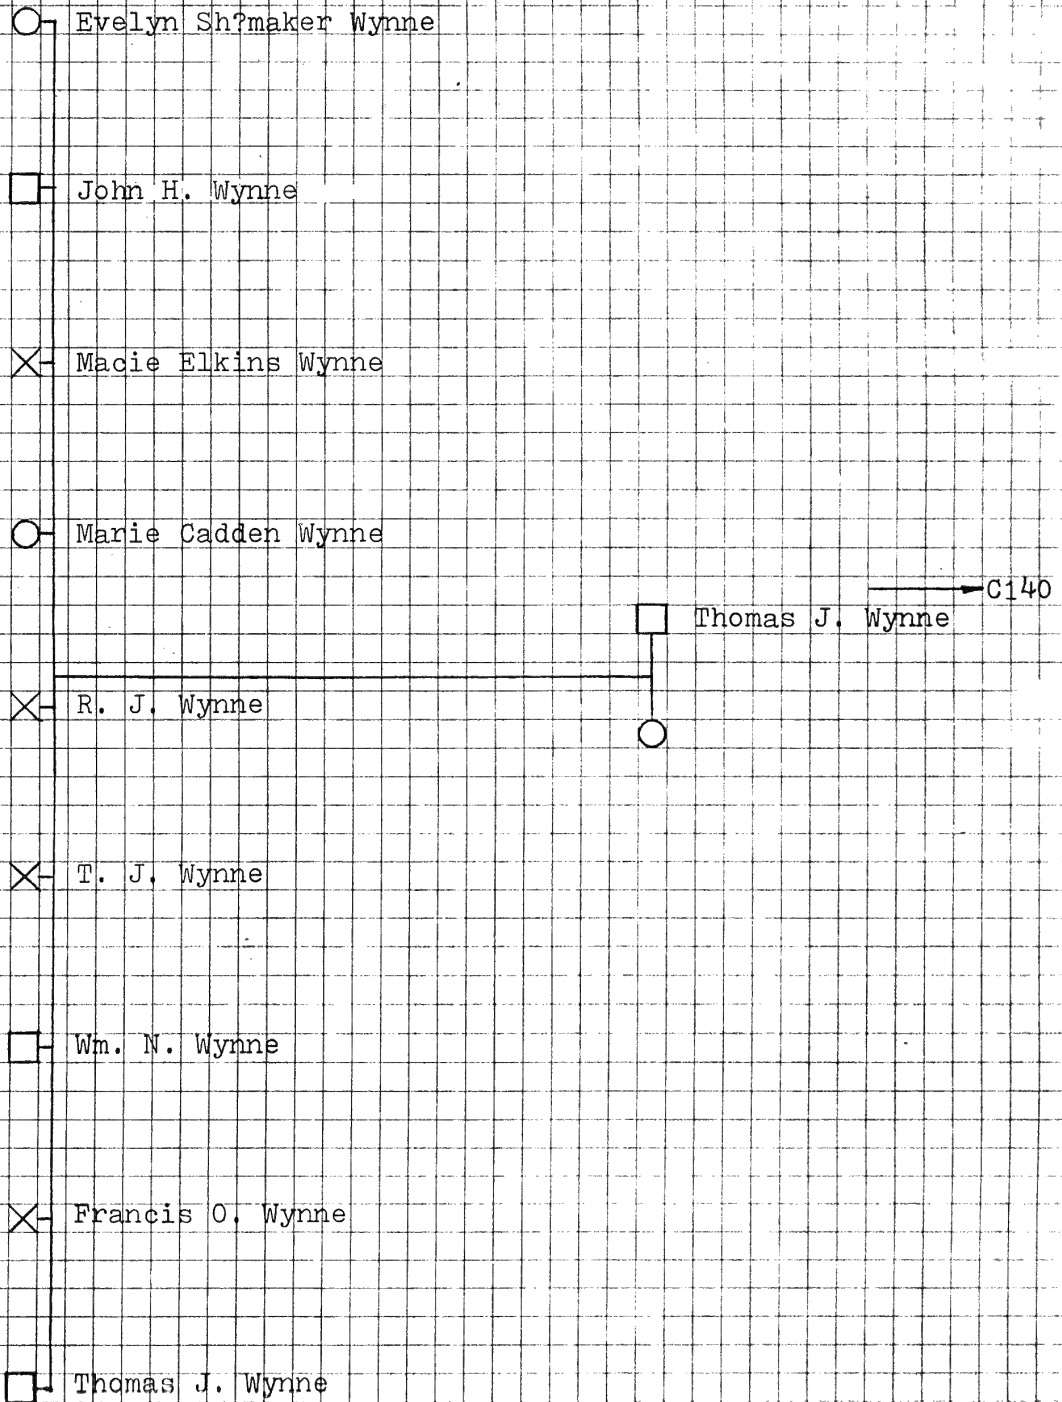 Evelyn Sh?maker Wynne
John H. Wynne
Macie Elkins Wynne
Marie Cadden Wynne
C140
Thomas J. Wynne
R. J. Wynne
T. J. Wynne
Wm. N. Wynne
Francis O. Wynne
Thomas J. Wynne